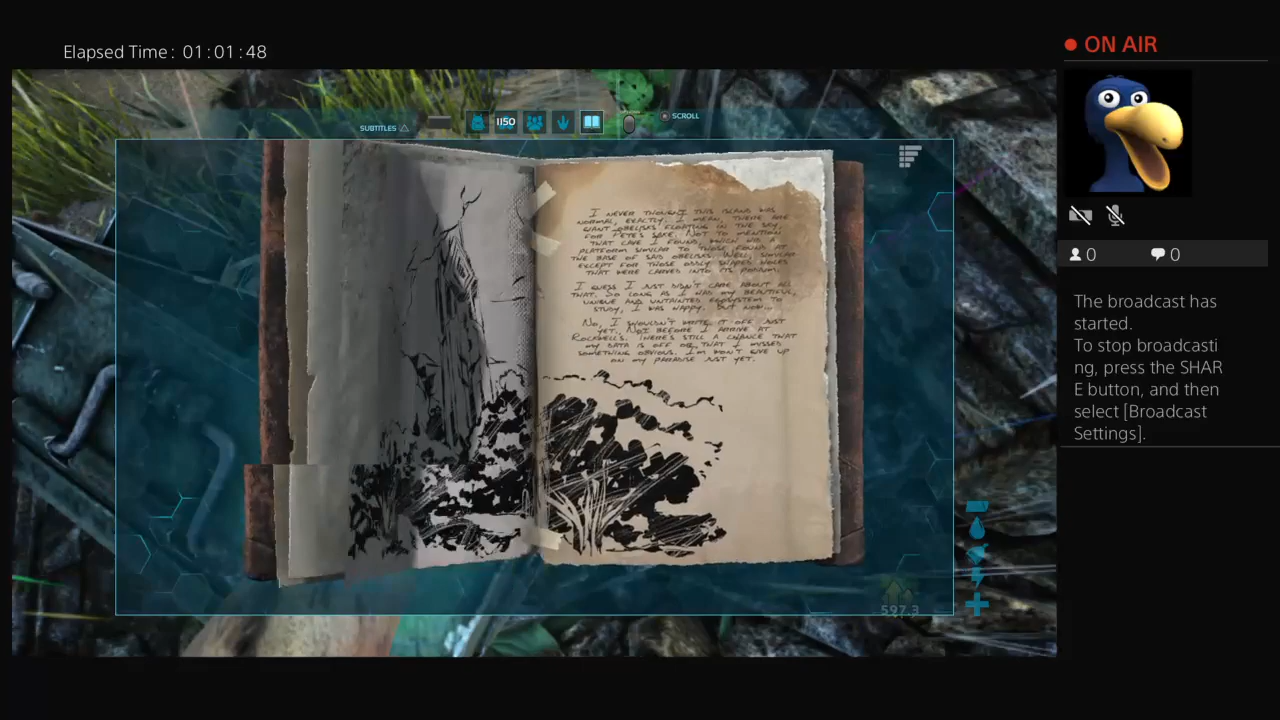 Elapsed Time: 01:01:48
ON AIR
SUBTITLES
1150
SCROLL
I NEVER THOUGHT THIS ISLAND WAS
NORMAL, EXACTLY. I MEAN, THERE ARE
GIANT OBELISKS FLOATING IN THE SKY,
FOR PETE'S SAKE. NOT TO MENTION
THAT CAVE I FOUND, WHICH HAD A
PLATFORM SIMILAR TO THOSE FOUND AT
THE BASE OF SAID OBELISKS. WELL, SIMILAR
EXCEPT FOR THOSE ODDLY SHAPED HOLES
THAT WERE CARVED INTO ITS PODIUM.
I GUESS I JUST DIDN'T CARE ABOUT ALL
THAT. SO LONG AS I HAD MY BEAUTIFUL,
UNIQUE AND UNTAINTED ECOSYSTEM TO
STUDY, I WAS HAPPY. BUT NOW...
NO, I SHOULDN'T WRITE IT OFF JUST
YET. NOT BEFORE I ARRIVE AT
ROCKWELL'S. THERE'S STILL A CHANCE THAT
MY DATA IS OFF OR THAT I MISSED
SOMETHING OBVIOUS. I WON'T GIVE UP
ON MY PARADISE JUST YET.
597.3
0
0
The broadcast has
started.
To stop broadcasti
ng, press the SHAR
E button, and then
select [Broadcast
Settings].